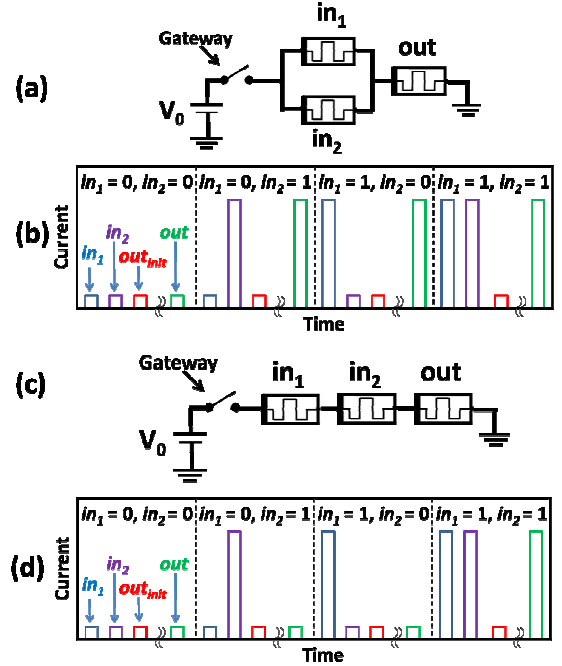 in1
Gateway
out
(a)
V0
in2
in1 = 0, in2 = 0 in1 = 0, in2 = 1 in1 = 1, in2 = 0 in1 = 1, in2 = 1
(b)
Current
in1
in2
outinit
out
Time
(c)
Gateway
in1 in2 out
V0
in1 = 0, in2 = 0 in1 = 0, in2 = 1 in1 = 1, in2 = 0 in1 = 1, in2 = 1
(d)
Current
in1
in2
outinit
out
Time